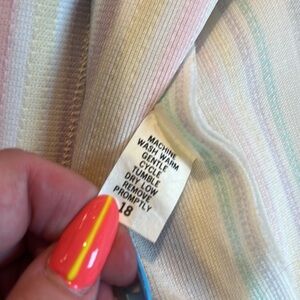 MACHINE
WASH WARM
GENTLE
CYCLE
TUMBLE
DRY LOW
REMOVE
PROMPTLY
18